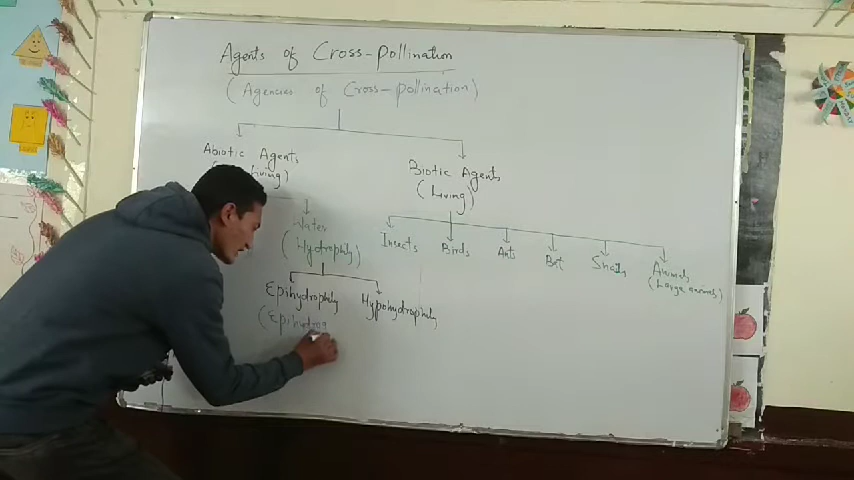 Agents of Cross-pollination
(Agencies of Cross-pollination)
Abiotic Agents
Biotic Agents
(Living)
Water
(Hydrophily)
Insects Birds Ants Bat Snails Animals
(Large animals)
Epihydrophily Hypohydrophily
(Epihydrog